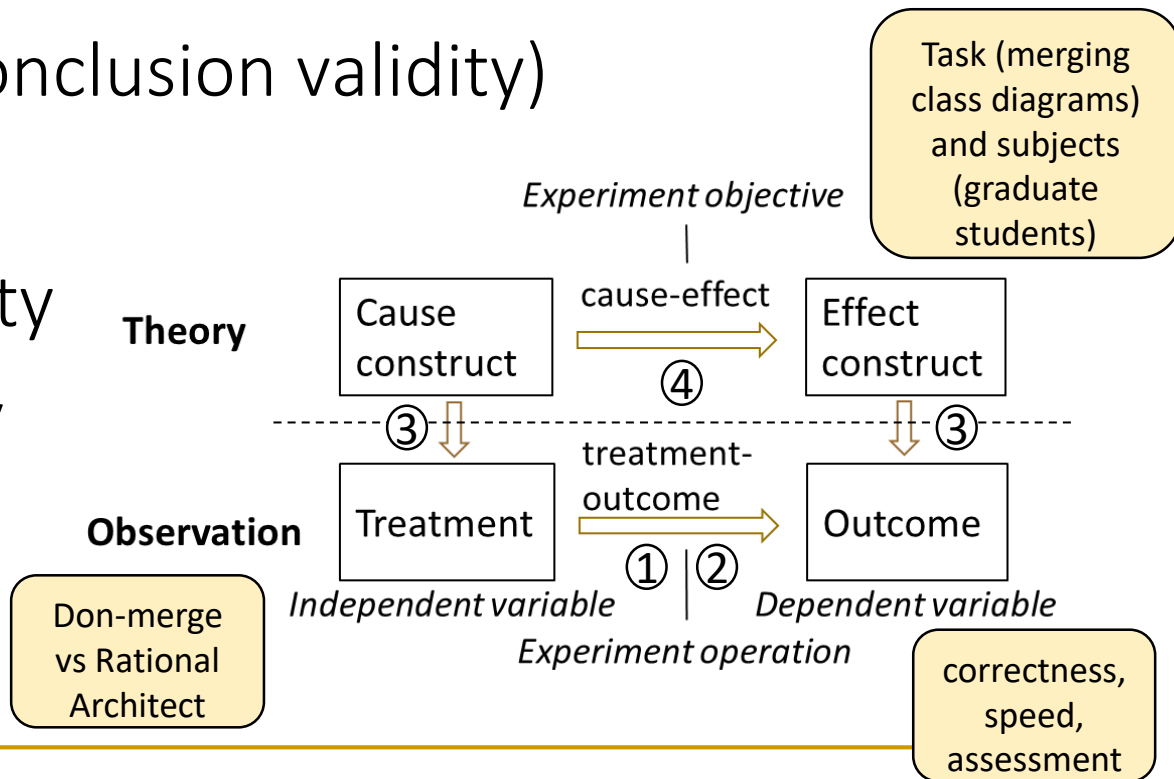 onclusion validity)
Task (merging
class diagrams)
and subjects
(graduate
students)
Experiment objective
ty
Theory
Cause
construct
cause-effect
④
Effect
construct
③
③
Observation
Treatment
treatment-
outcome
① ②
Outcome
Independent variable
Dependent variable
Experiment operation
Don-merge
vs Rational
Architect
correctness,
speed,
assessment